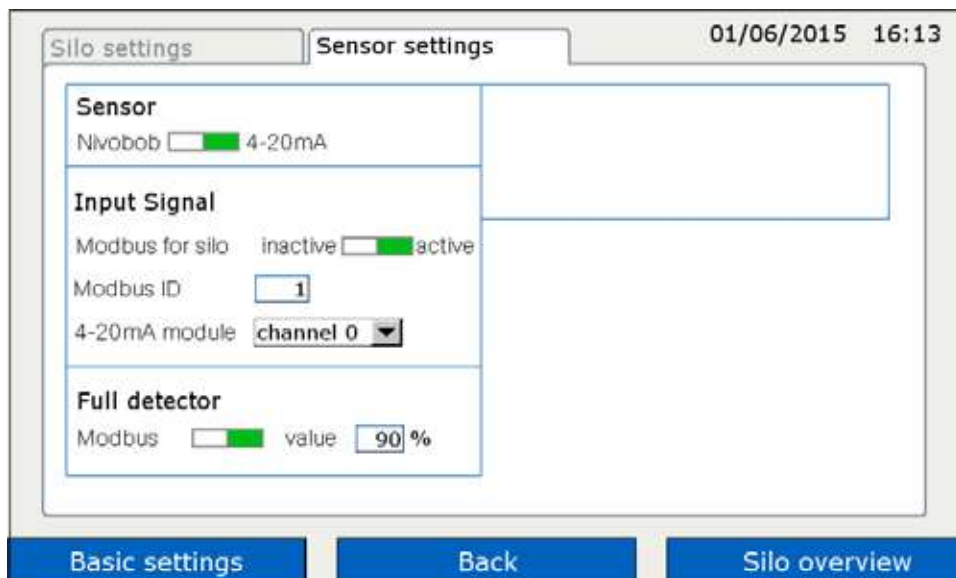 Silo settings Sensor settings 01/06/2015 16:13
Sensor
Nivobob 4-20mA
Input Signal
Modbus for silo inactive active
Modbus ID 1
4-20mA module channel 0
Full detector
Modbus value 90 %
Basic settings Back Silo overview